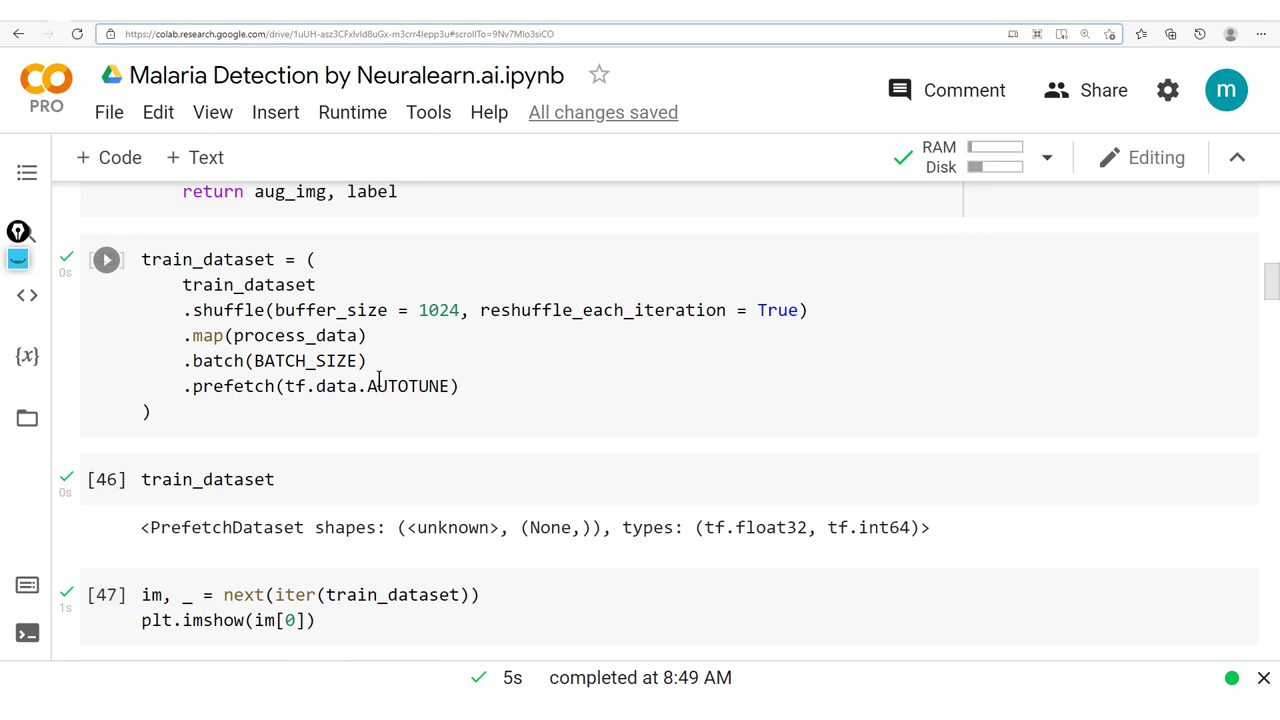 https://colab.research.google.com/drive/1uUH-asz3CFxlvld8uGx-m3crr4lepp3u#scrollTo=9Nv7Mlo3siCO
PRO
Malaria Detection by Neuralearn.ai.ipynb
File Edit View Insert Runtime Tools Help All changes saved
Comment Share m
+ Code + Text
RAM
Disk
Editing
return aug_img, label
0s
train_dataset = (
train_dataset
.shuffle(buffer_size = 1024, reshuffle_each_iteration = True)
.map(process_data)
.batch(BATCH_SIZE)
.prefetch(tf.data.AUTOTUNE)
)
0s
[46] train_dataset
<PrefetchDataset shapes: (<unknown>, (None,)), types: (tf.float32, tf.int64)>
1s
[47] im, _ = next(iter(train_dataset))
plt.imshow(im[0])
{x}
5s completed at 8:49 AM